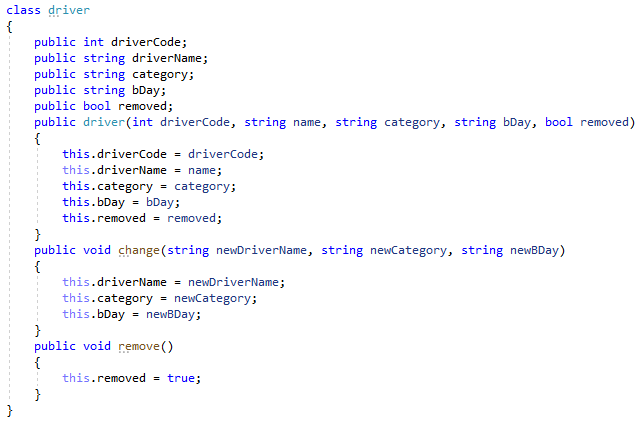 class driver
{
public int driverCode;
public string driverName;
public string category;
public string bDay;
public bool removed;
public driver(int driverCode, string name, string category, string bDay, bool removed)
{
this.driverCode = driverCode;
this.driverName = name;
this.category = category;
this.bDay = bDay;
this.removed = removed;
}
public void change(string newDriverName, string newCategory, string newBDay)
{
this.driverName = newDriverName;
this.category = newCategory;
this.bDay = newBDay;
}
public void remove()
{
this.removed = true;
}
}